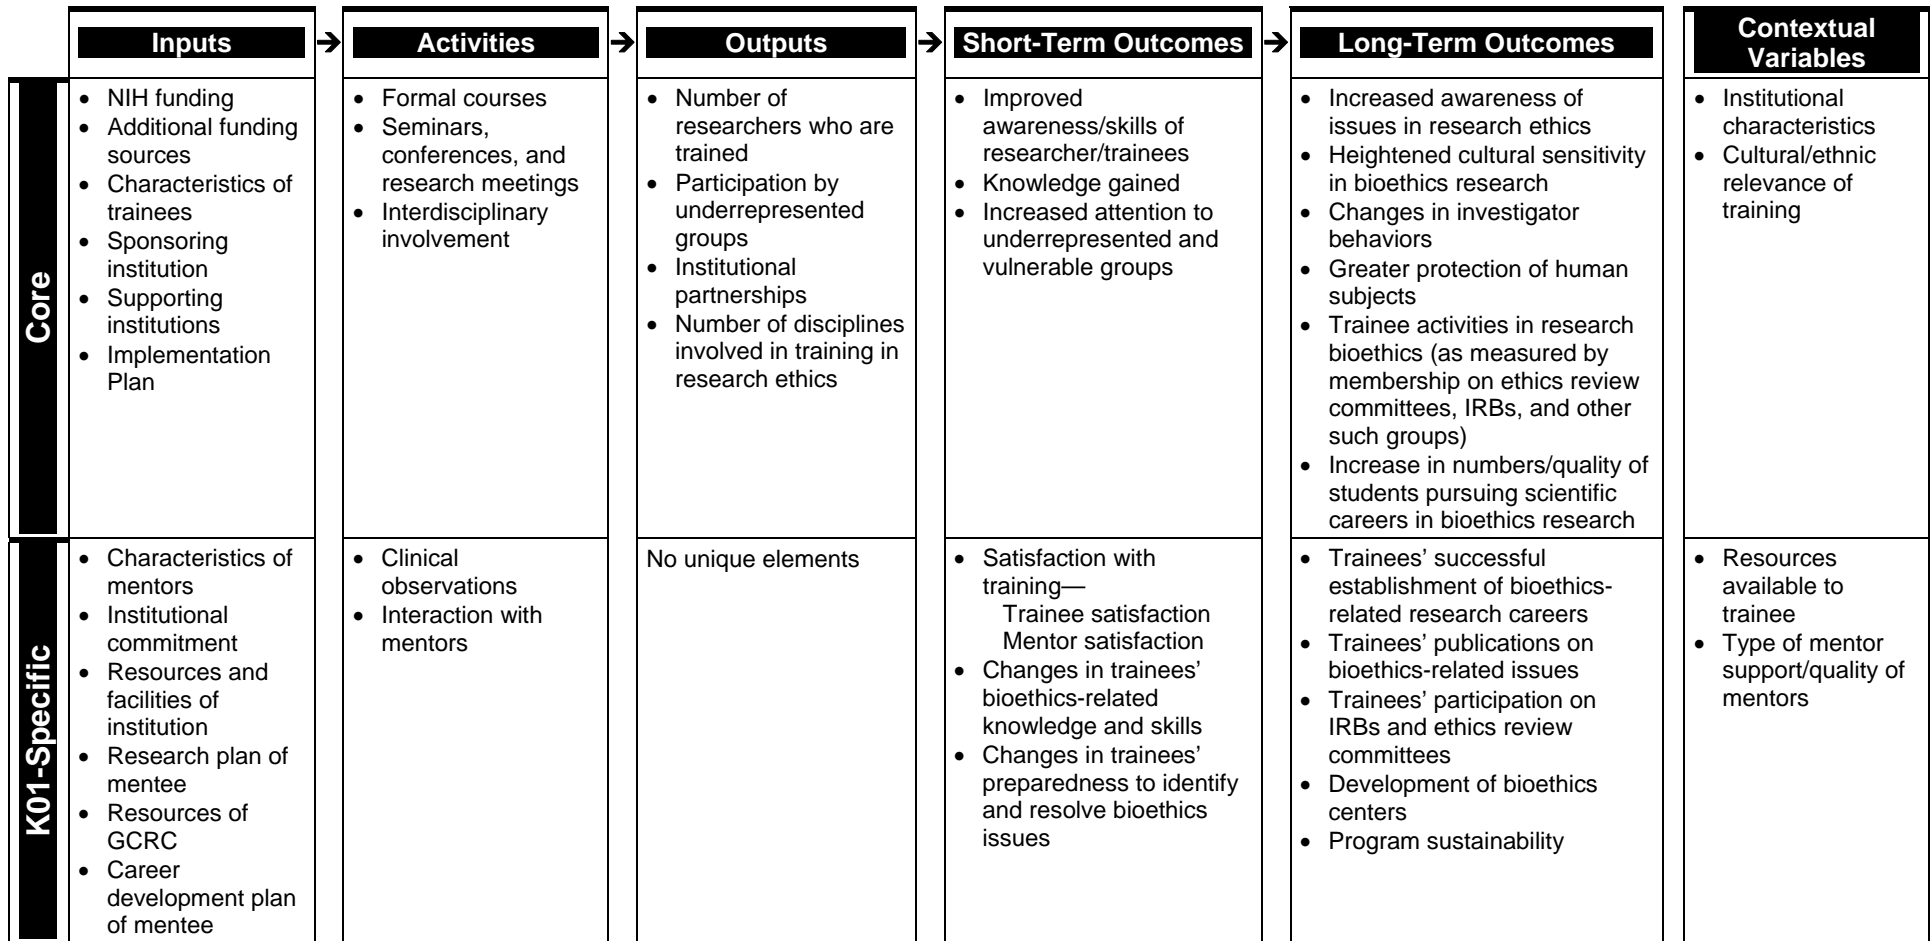 Inputs
➔
Activities
➔
Outputs
➔
Short-Term Outcomes
➔
Long-Term Outcomes
Contextual
Variables
Core
• NIH funding
• Additional funding
sources
• Characteristics of
trainees
• Sponsoring
institution
• Supporting
institutions
• Implementation
Plan
• Formal courses
• Seminars,
conferences, and
research meetings
• Interdisciplinary
involvement
• Number of
researchers who are
trained
• Participation by
underrepresented
groups
• Institutional
partnerships
• Number of disciplines
involved in training in
research ethics
• Improved
awareness/skills of
researcher/trainees
• Knowledge gained
• Increased attention to
underrepresented and
vulnerable groups
• Increased awareness of
issues in research ethics
• Heightened cultural sensitivity
in bioethics research
• Changes in investigator
behaviors
• Greater protection of human
subjects
• Trainee activities in research
bioethics (as measured by
membership on ethics review
committees, IRBs, and other
such groups)
• Increase in numbers/quality of
students pursuing scientific
careers in bioethics research
• Institutional
characteristics
• Cultural/ethnic
relevance of
training
K01-Specific
• Characteristics of
mentors
• Institutional
commitment
• Resources and
facilities of
institution
• Research plan of
mentee
• Resources of
GCRC
• Career
development plan
of mentee
• Clinical
observations
• Interaction with
mentors
No unique elements
• Satisfaction with
training—
Trainee satisfaction
Mentor satisfaction
• Changes in trainees’
bioethics-related
knowledge and skills
• Changes in trainees’
preparedness to identify
and resolve bioethics
issues
• Trainees’ successful
establishment of bioethics-
related research careers
• Trainees’ publications on
bioethics-related issues
• Trainees’ participation on
IRBs and ethics review
committees
• Development of bioethics
centers
• Program sustainability
• Resources
available to
trainee
• Type of mentor
support/quality of
mentors